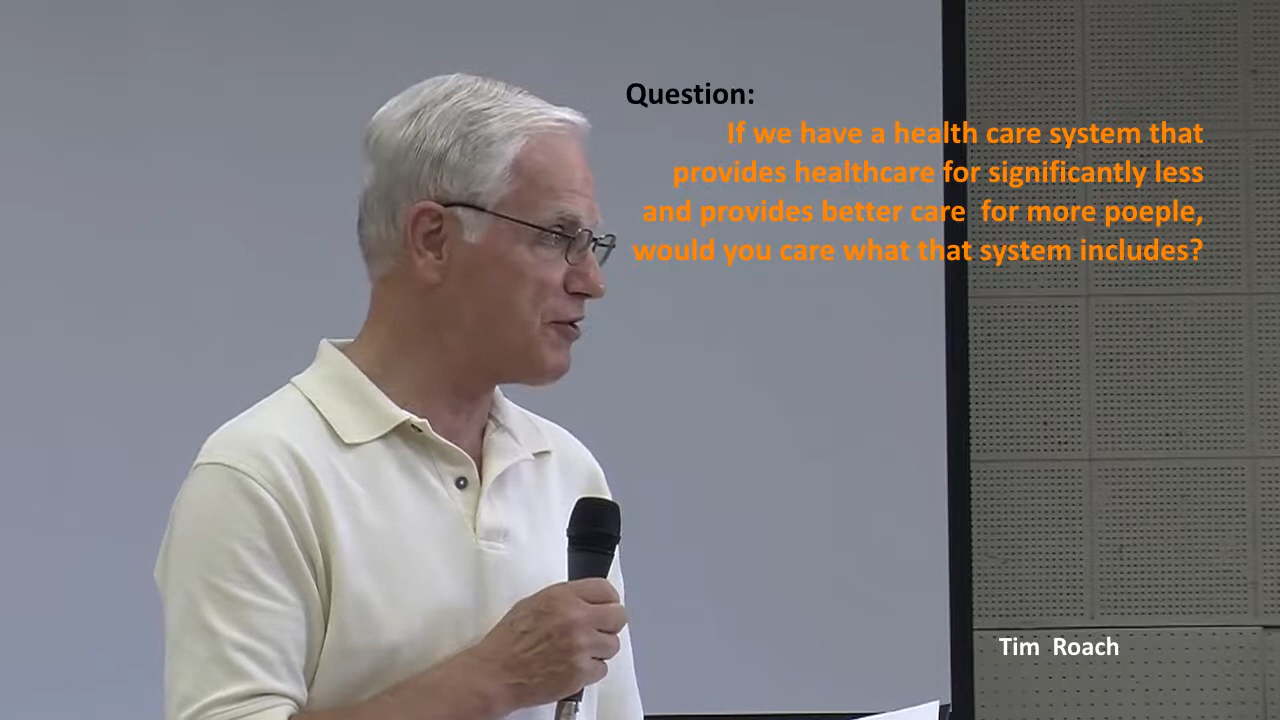 Question:
If we have a health care system that
provides healthcare for significantly less
and provides better care  for more poeple,
would you care what that system includes?
Tim  Roach